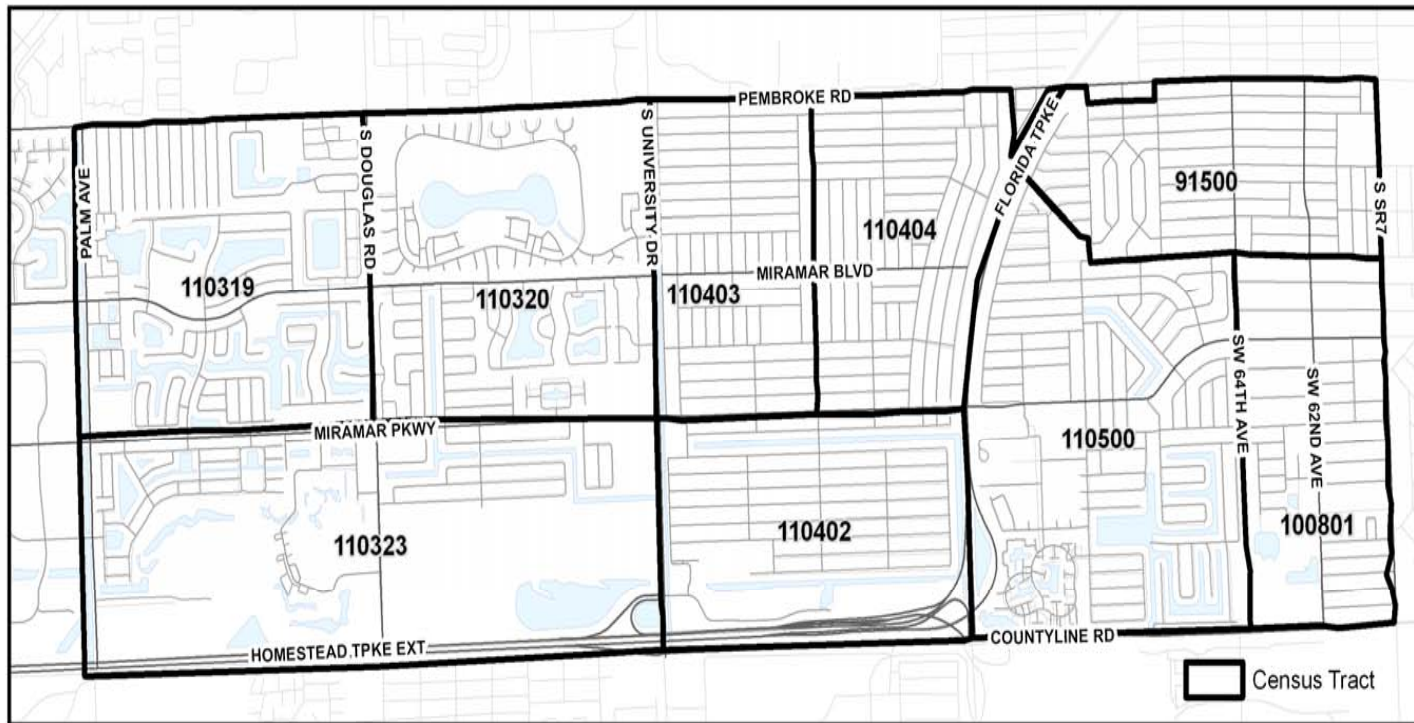 PEMBROKE RD
PALM AVE
S DOUGLAS RD
S UNIVERSITY DR
FLORIDA TPKE
S SR7
91500
110404
MIRAMAR BLVD
110319
110320
110403
SW 64TH AVE
SW 62ND AVE
MIRAMAR PKWY
110500
110323
110402
100801
HOMESTEAD TPKE EXT
COUNTYLINE RD
Census Tract